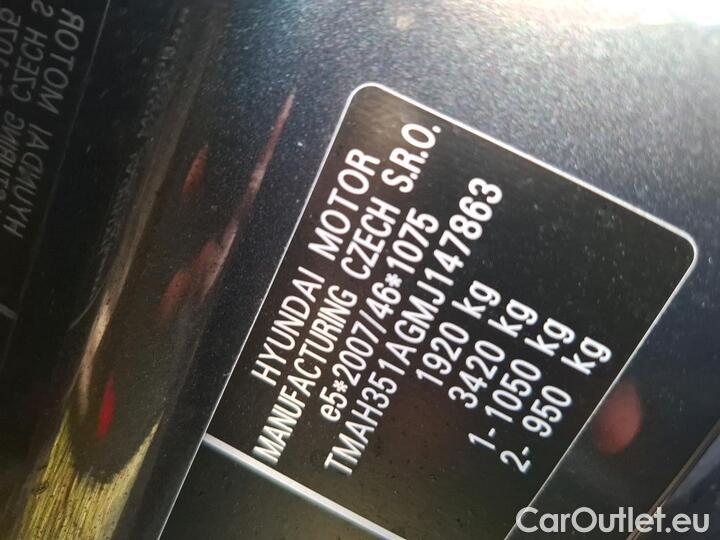 HYUNDAI MOTOR
MANUFACTURING CZECH S.R.O.
e5*2007/46*1075
TMAH351AGMJ147863
1920 kg
3420 kg
1- 1050 kg
2- 950 kg
CarOutlet.eu